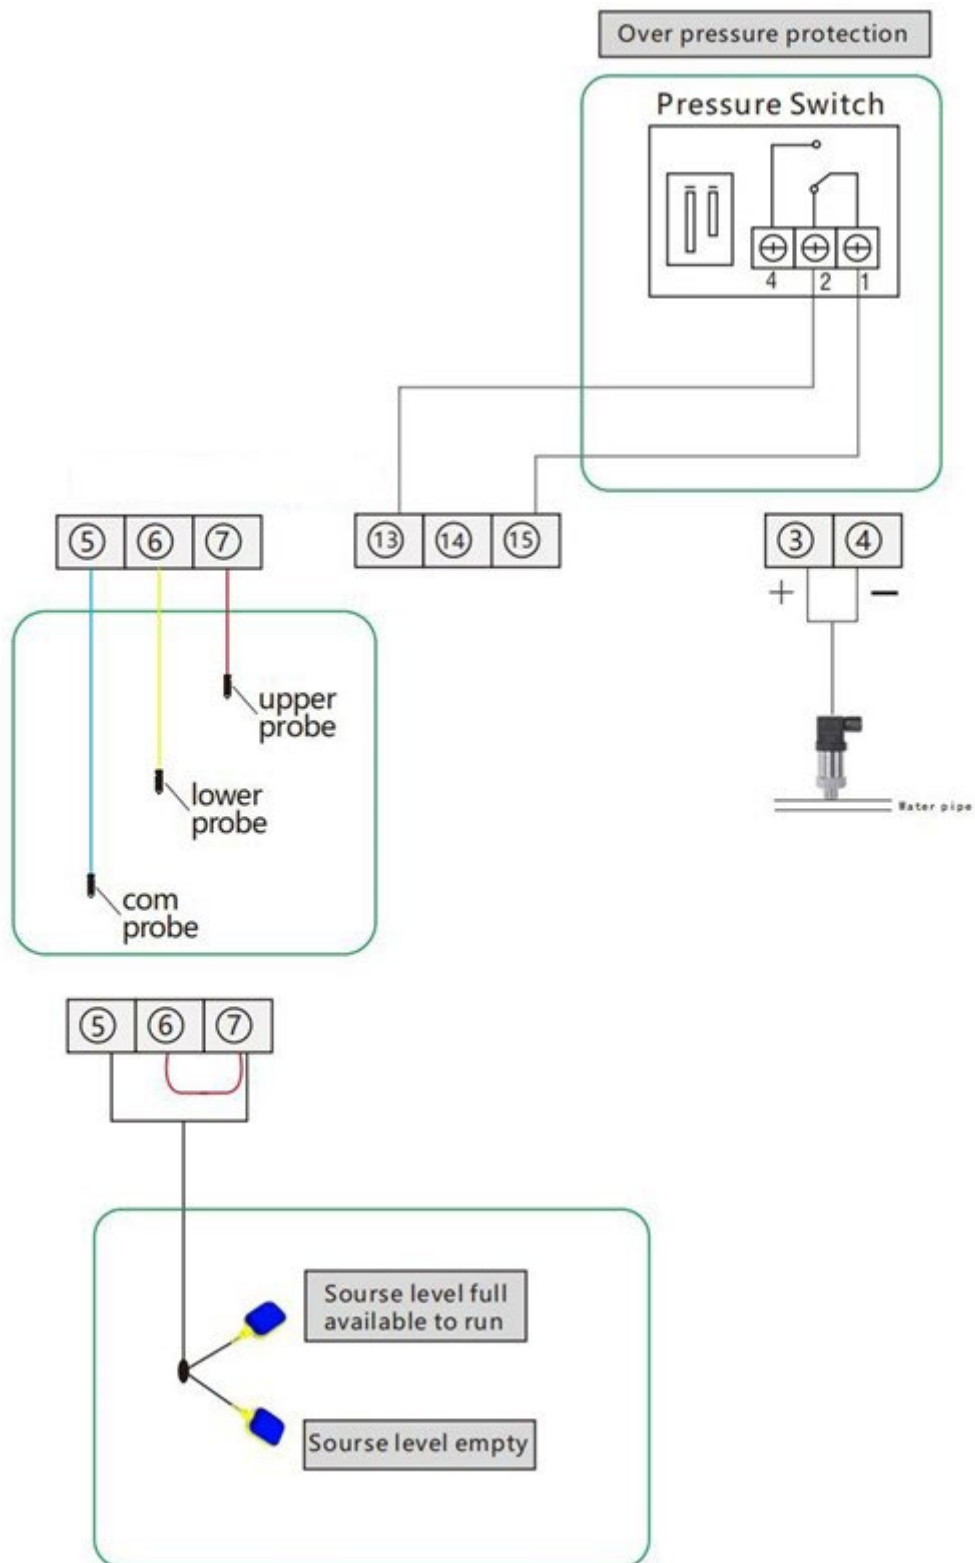 Over pressure protection
Pressure Switch
4 2 1
⑤ ⑥ ⑦
⑬ ⑭ ⑮
③ ④
+ −
upper
probe
lower
probe
com
probe
Water pipe
⑤ ⑥ ⑦
Sourse level full
available to run
Sourse level empty